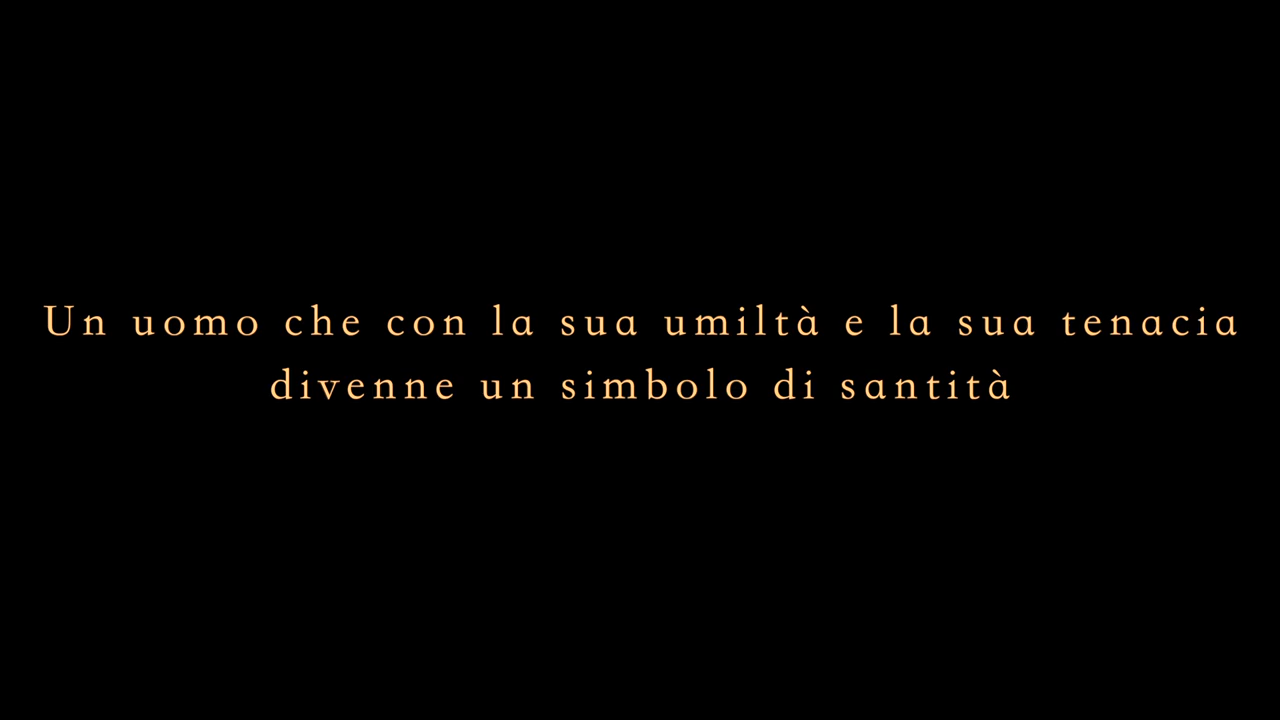 Un uomo che con la sua umiltà e la sua tenacia
divenne un simbolo di santità